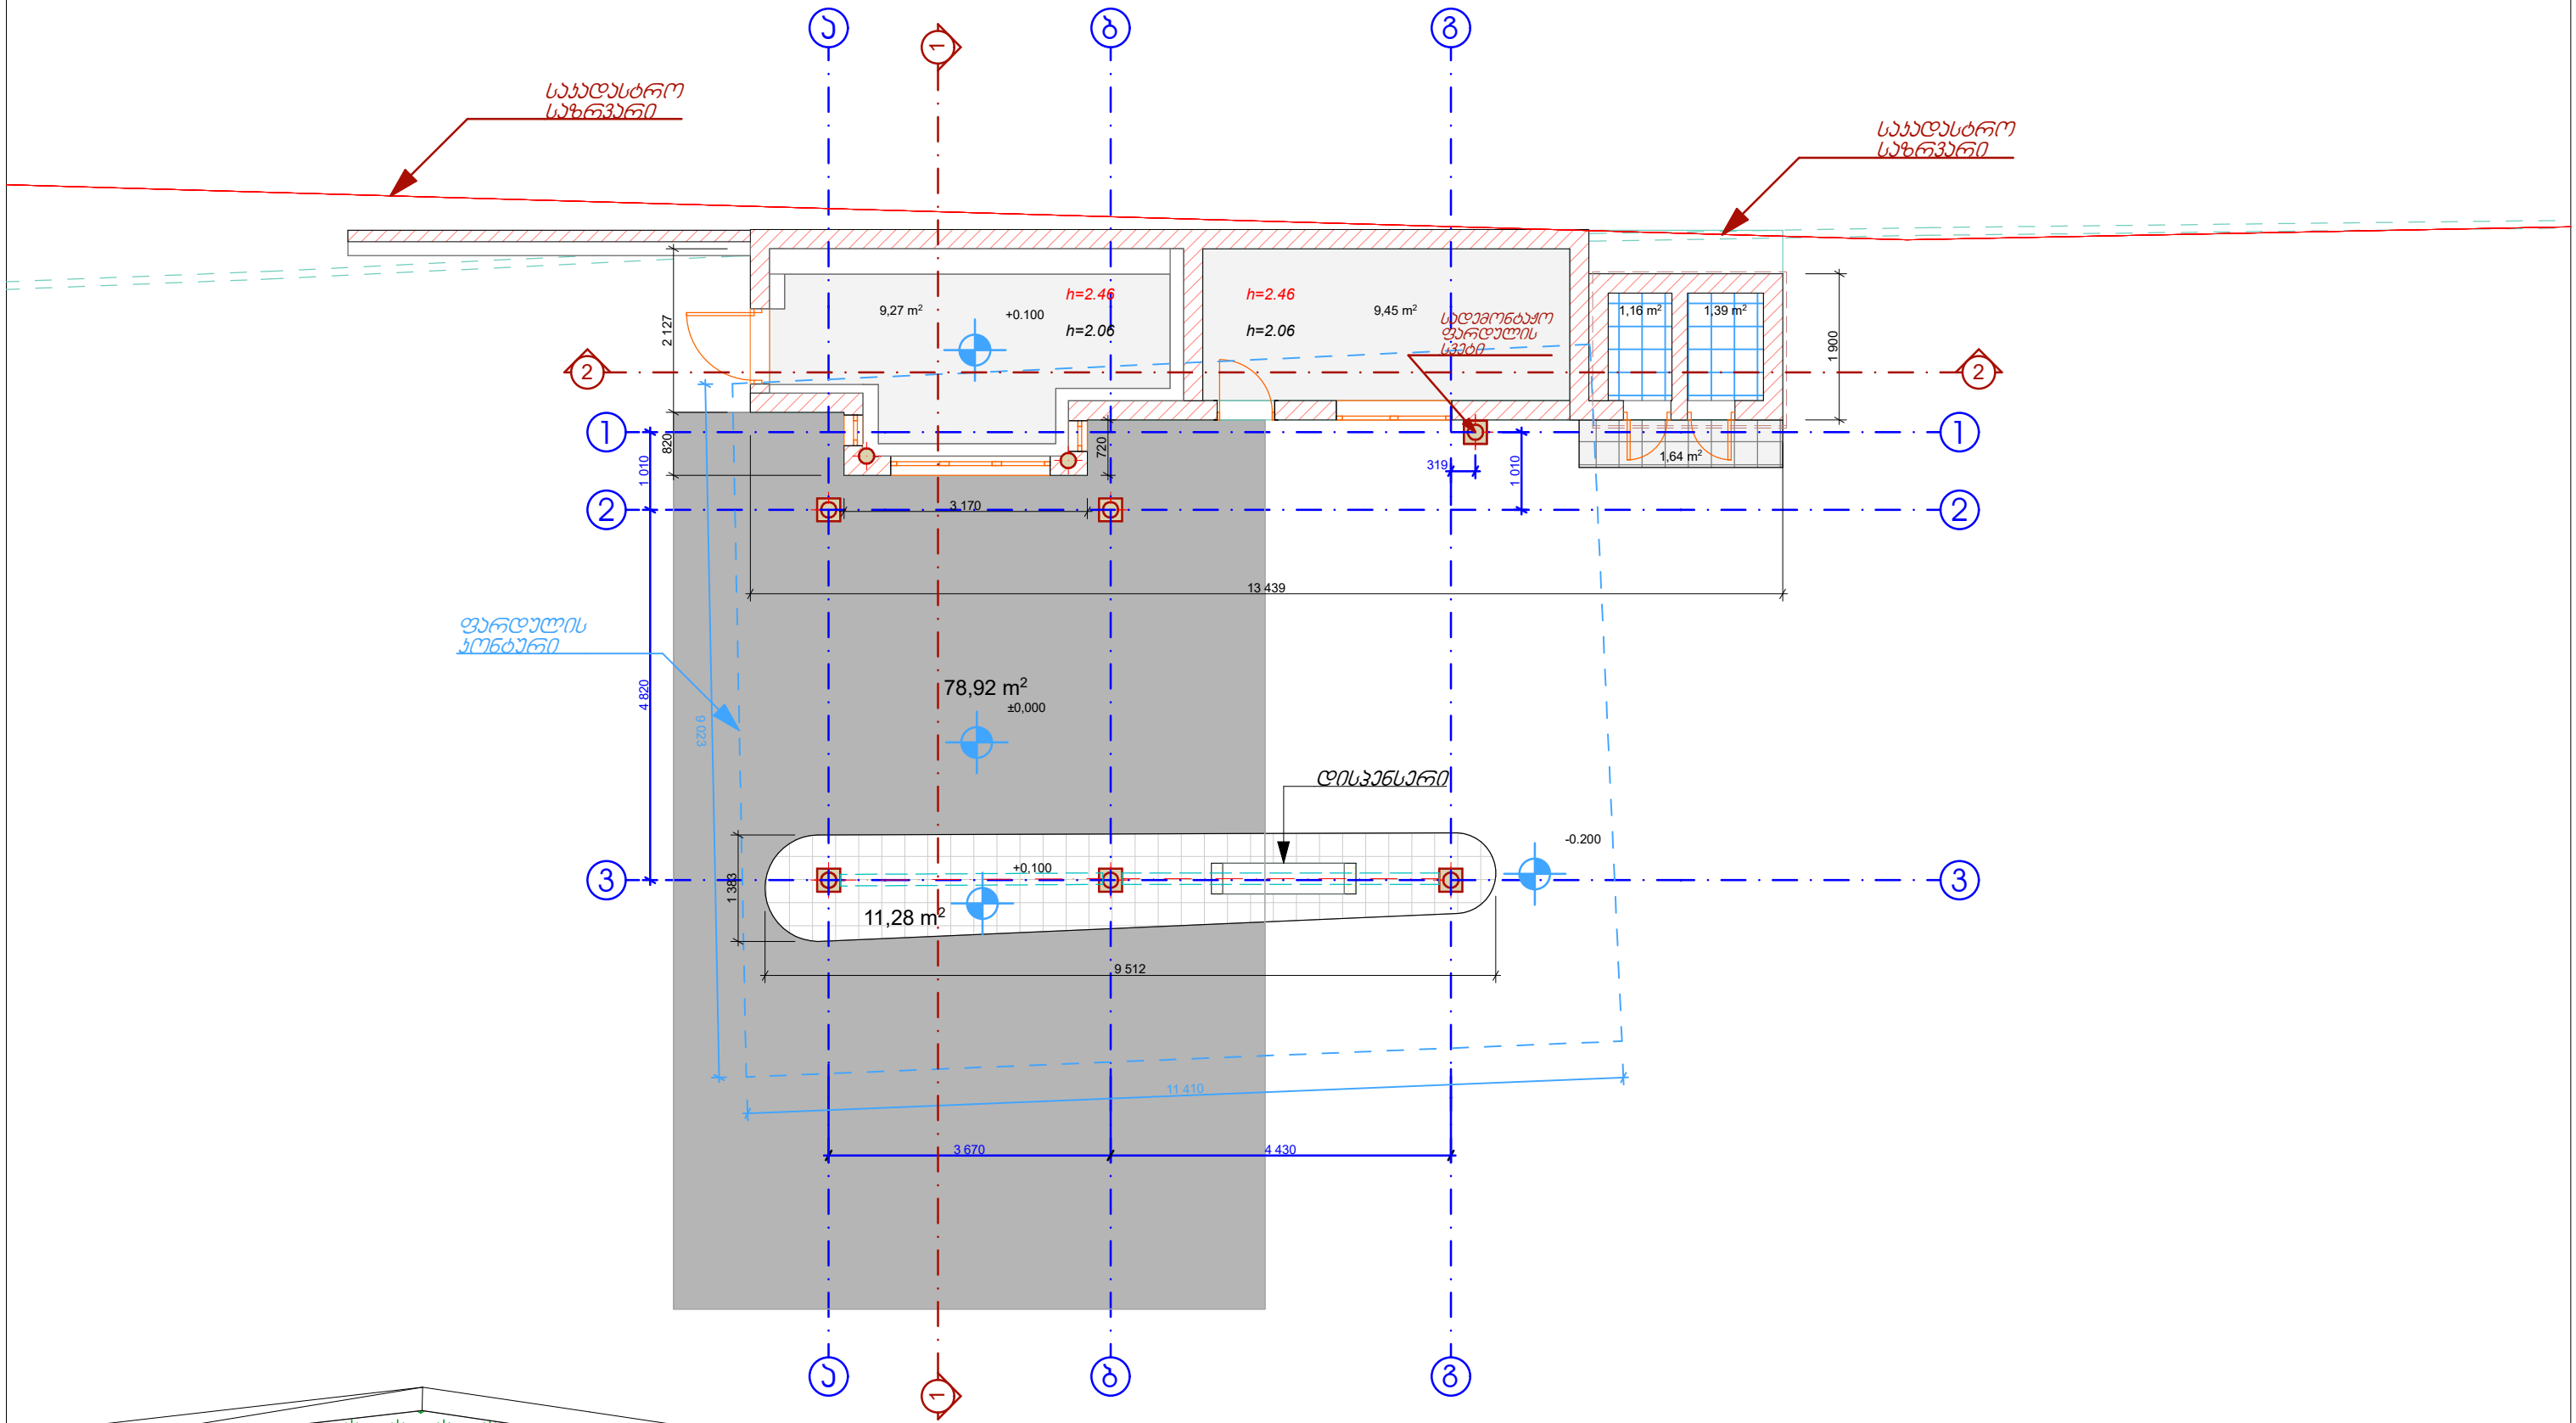 ა
1
ბ
გ
საკადასტრო
საზღვარი
საკადასტრო
საზღვარი
h=2.46
h=2.46
9,27 m²
+0.100
9,45 m²
1,16 m²
1,39 m²
h=2.06
h=2.06
სადემონტაჟო
ფარდულის
სვეტი
2 127
1 900
2
2
1
1
820
720
1 010
319
1 010
1,64 m²
2
3 170
2
13 439
ფარდულის
კონტური
4 820
9 023
78,92 m²
±0,000
დისპენსერი
-0.200
1 383
+0,100
3
3
11,28 m²
9 512
11 410
3 670
4 430
ა
1
ბ
გ